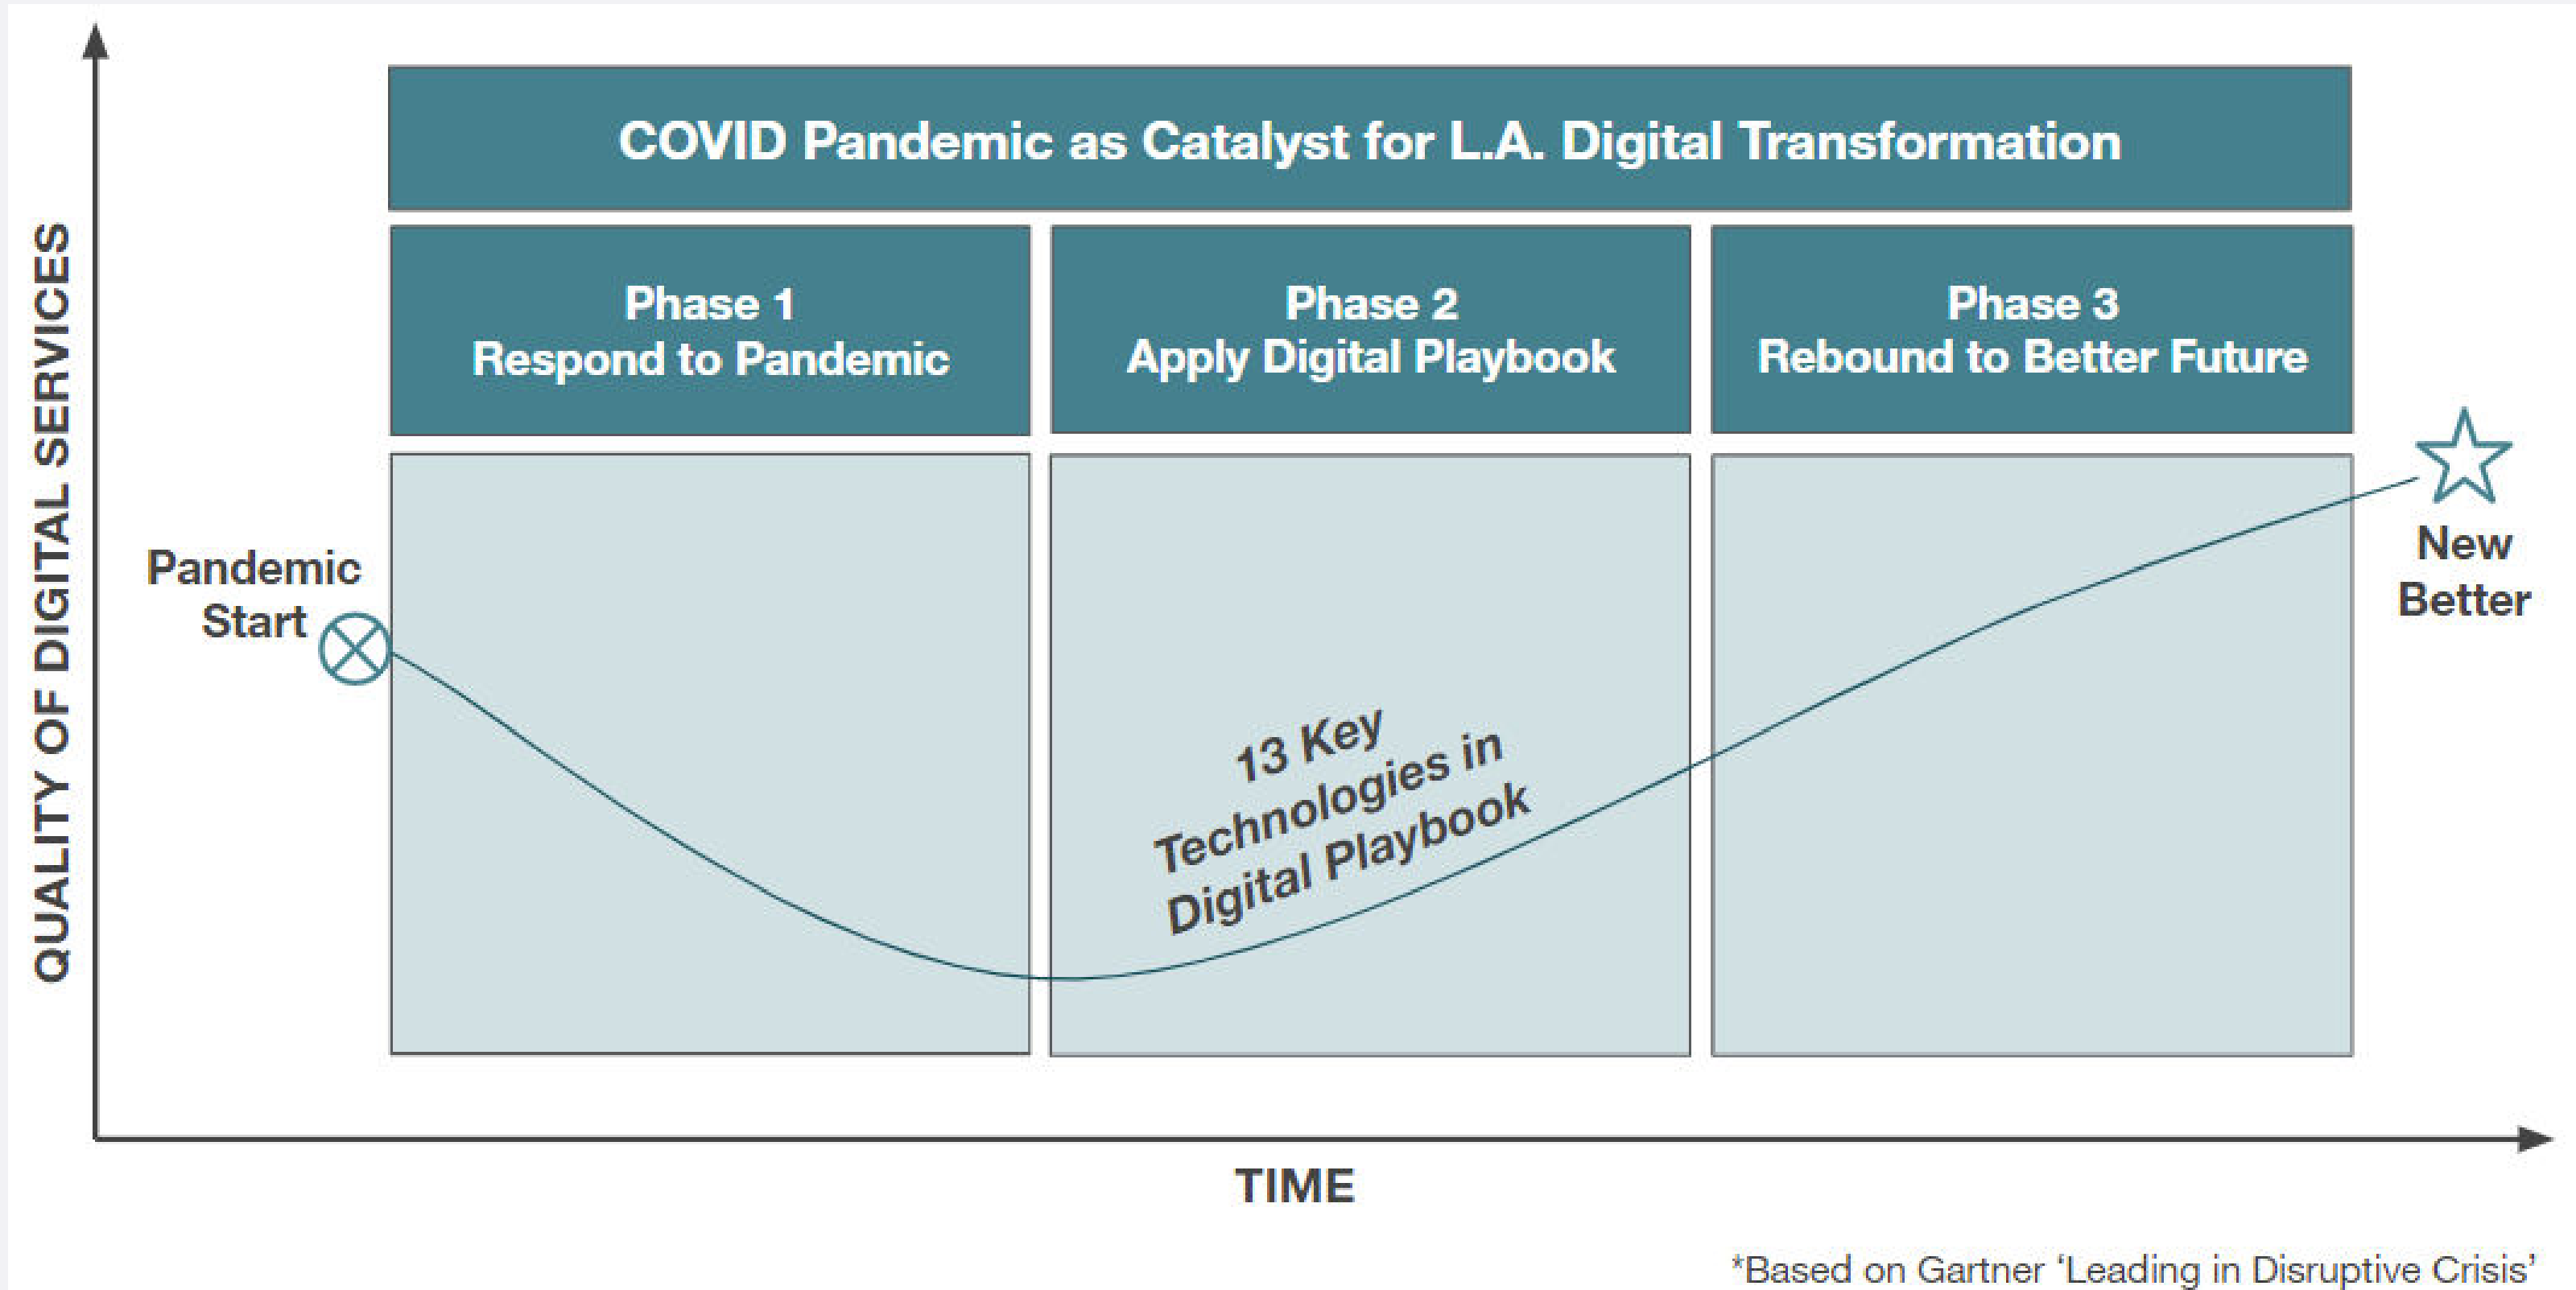 COVID Pandemic as Catalyst for L.A. Digital Transformation
Phase 1
Respond to Pandemic
Phase 2
Apply Digital Playbook
Phase 3
Rebound to Better Future
QUALITY OF DIGITAL SERVICES
Pandemic
Start
13 Key
Technologies in
Digital Playbook
New
Better
TIME
*Based on Gartner ‘Leading in Disruptive Crisis’